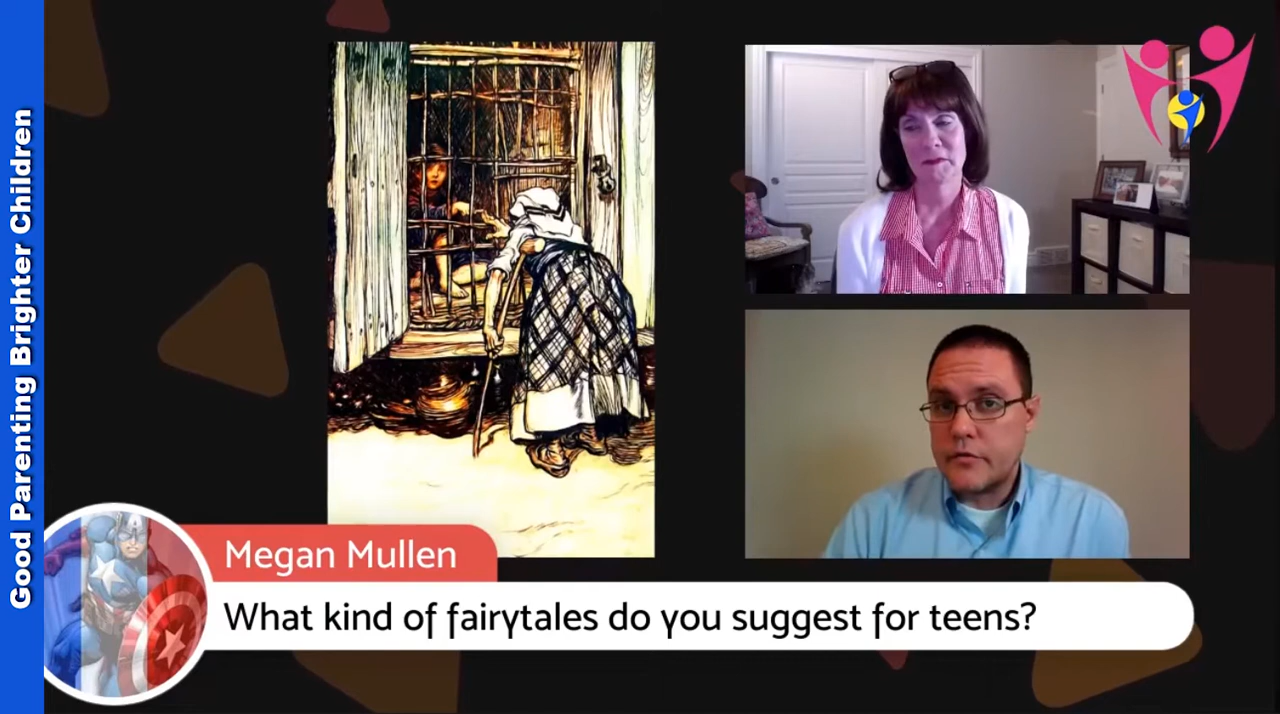 Good Parenting Brighter Children
Megan Mullen
What kind of fairytales do you suggest for teens?